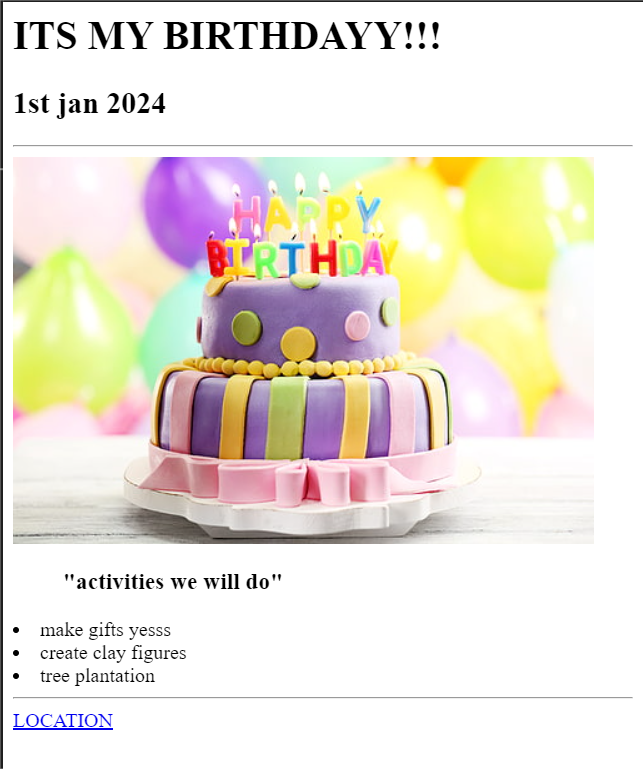 ITS MY BIRTHDAYY!!!
1st jan 2024
HAPPY
BIRTHDAY
"activities we will do"
make gifts yesss
create clay figures
tree plantation
LOCATION